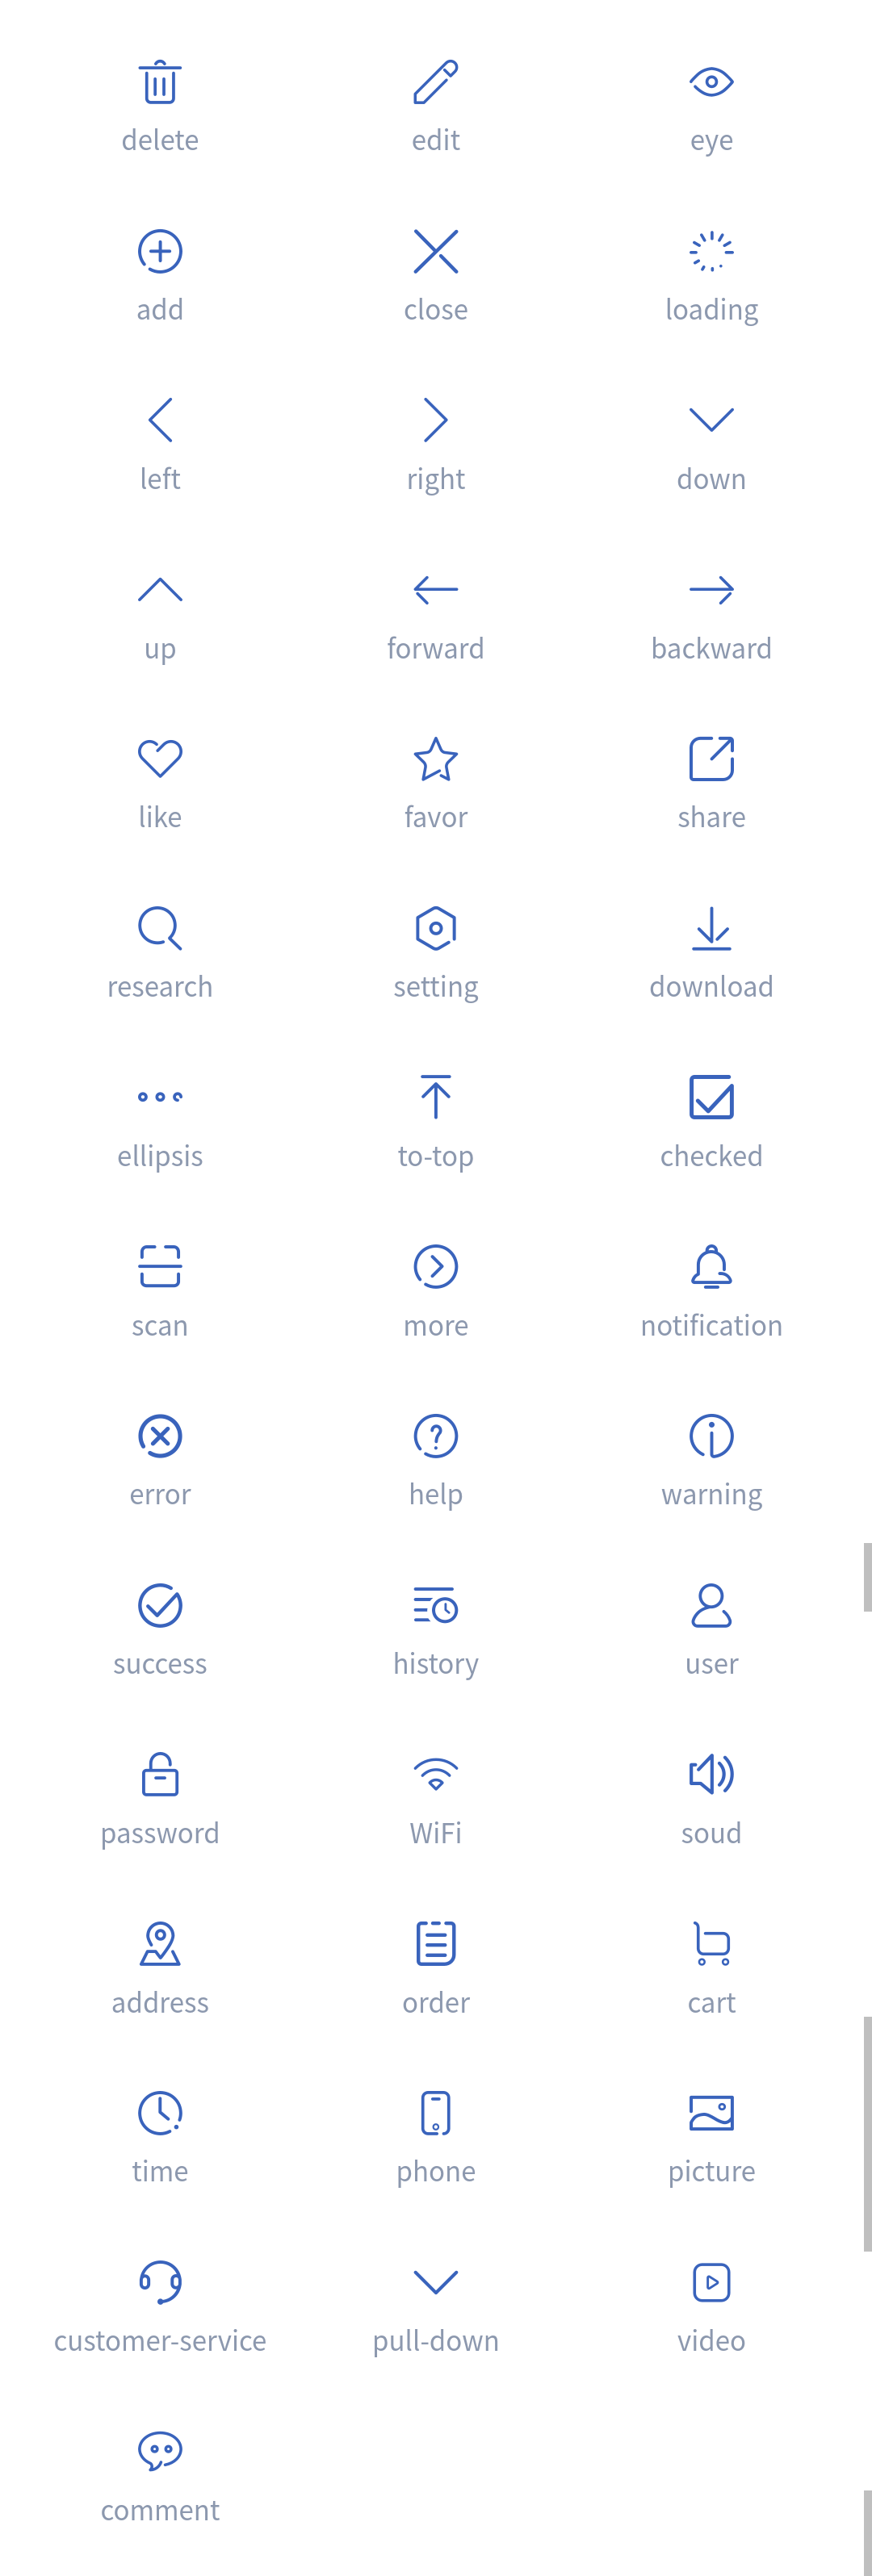 delete edit eye
add close loading
left right down
up forward backward
like favor share
research setting download
ellipsis to-top checked
scan more notification
error help warning
success history user
password WiFi soud
address order cart
time phone picture
customer-service pull-down video
comment